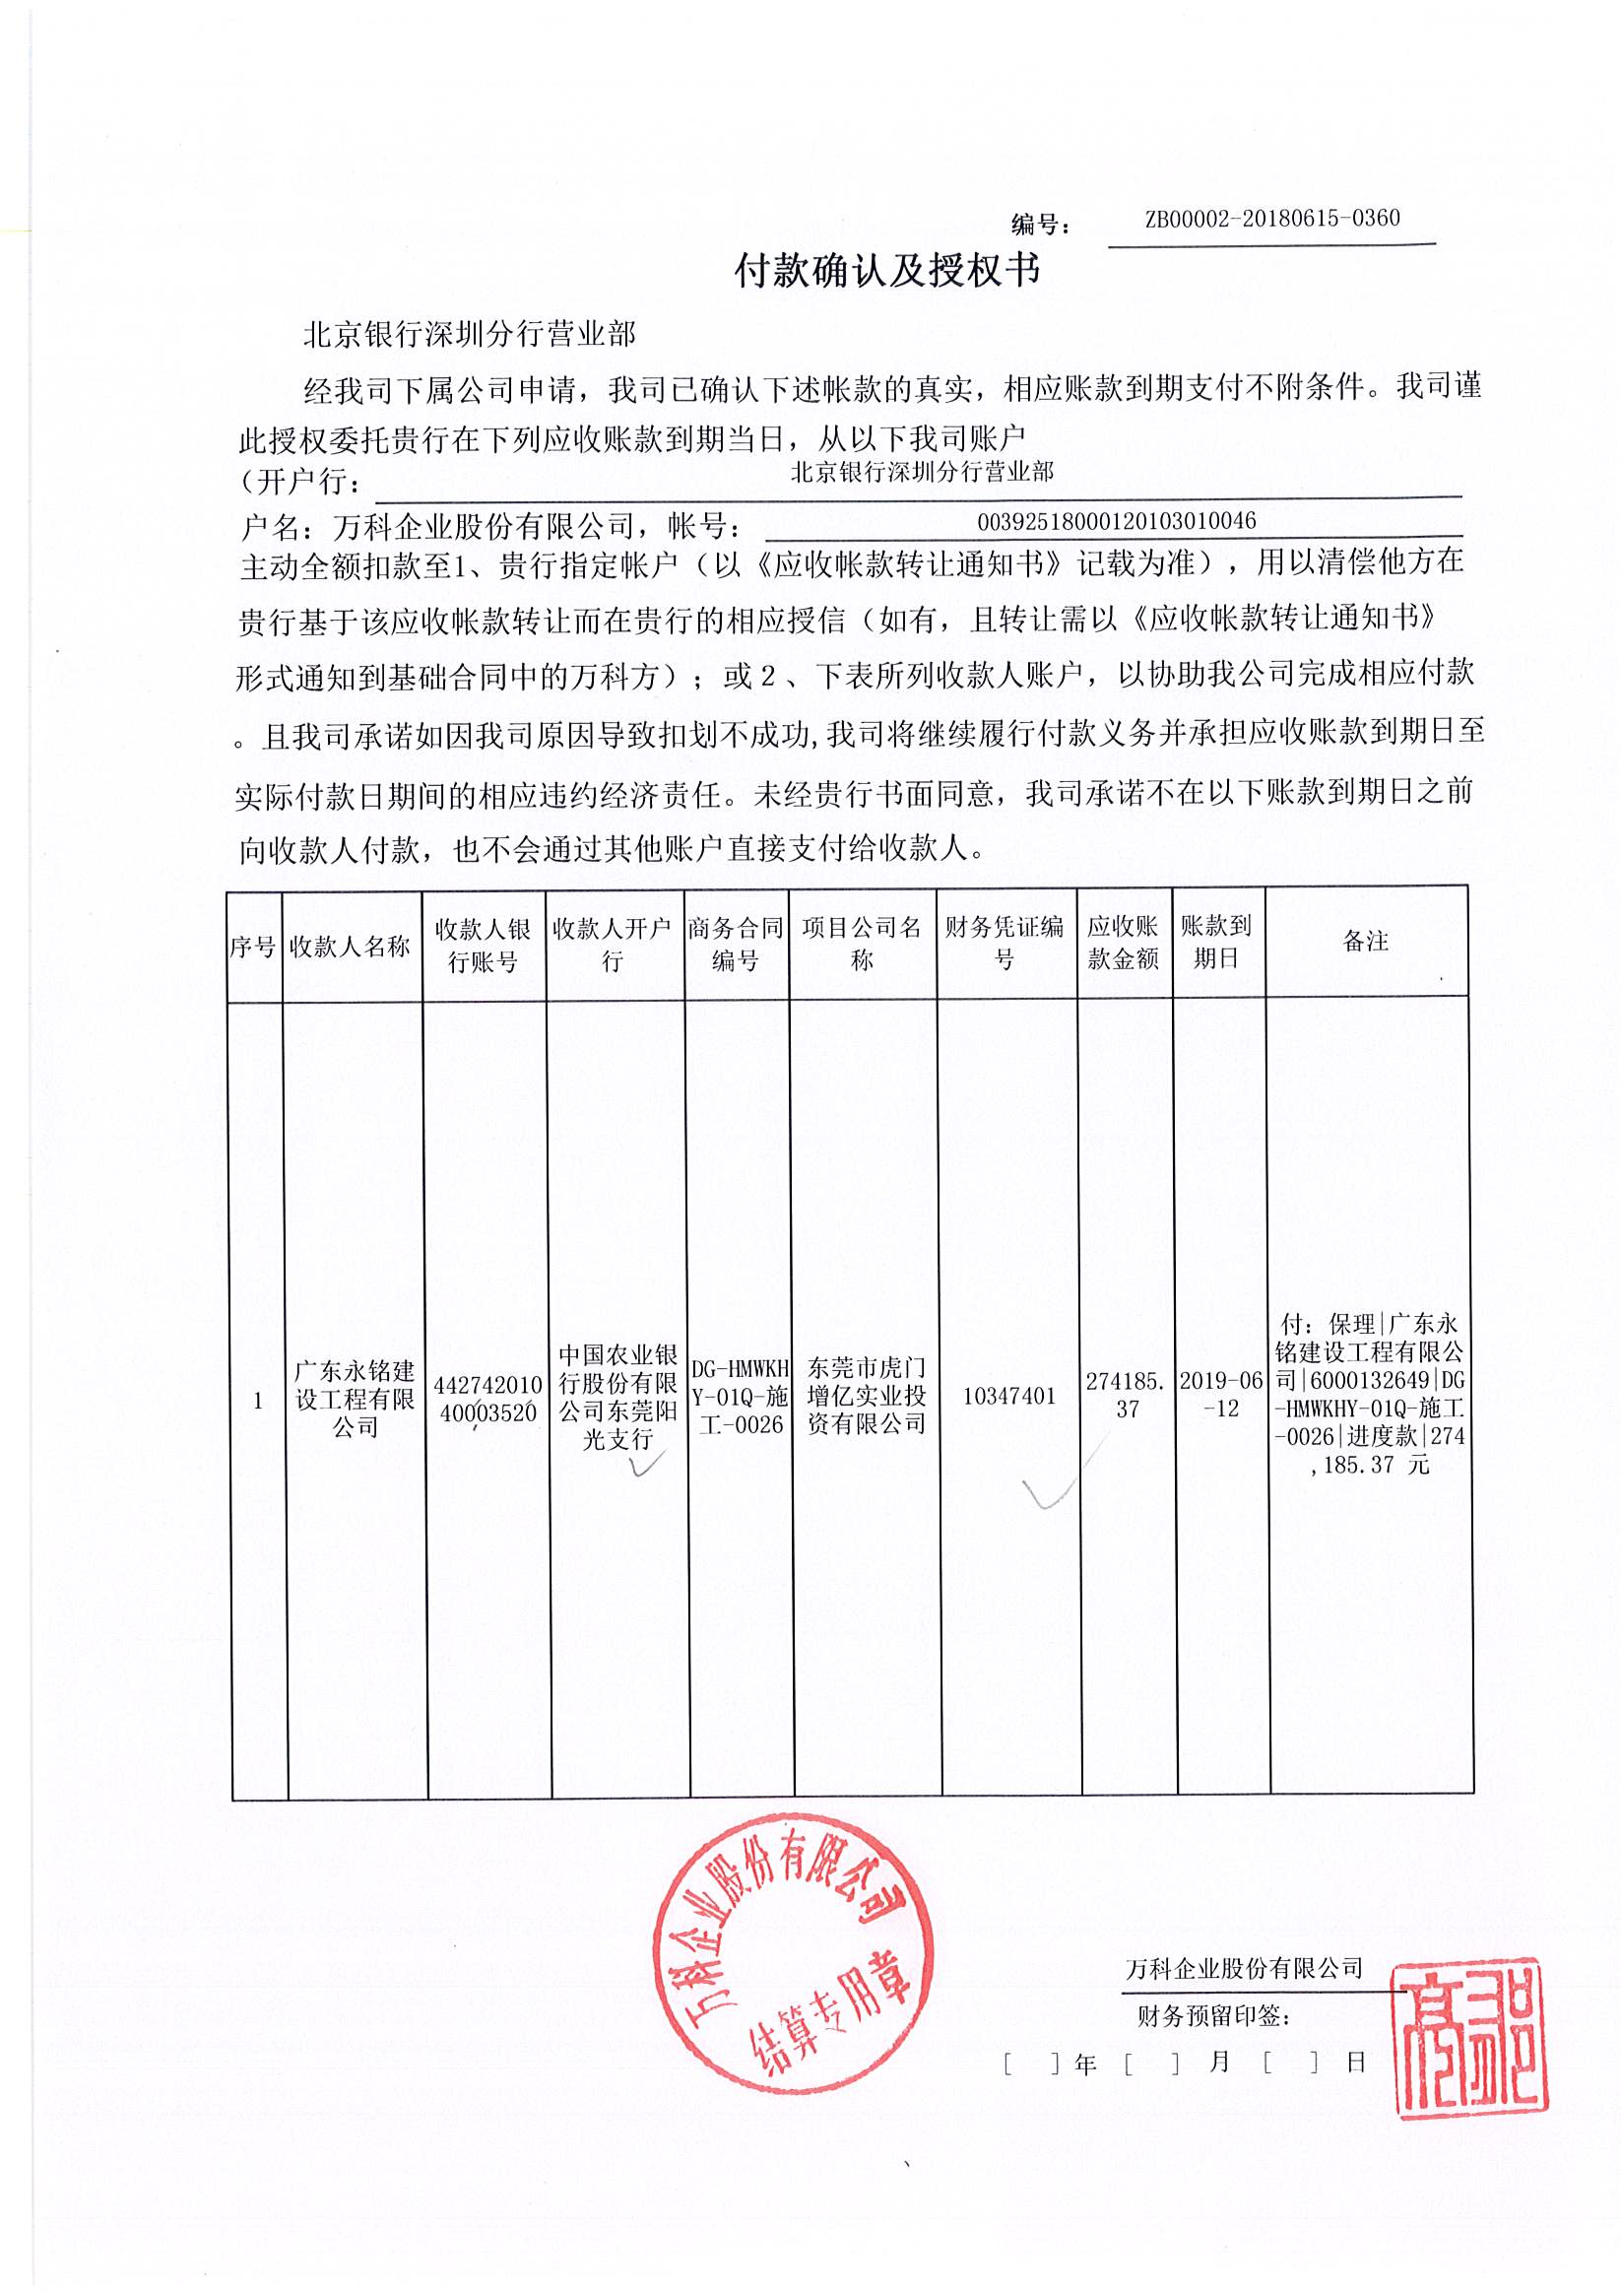 编号： ZB00002-20180615-0360
付款确认及授权书
北京银行深圳分行营业部
经我司下属公司申请，我司已确认下述帐款的真实，相应账款到期支付不附条件。我司谨
此授权委托贵行在下列应收账款到期当日，从以下我司账户
（开户行： 北京银行深圳分行营业部
户名：万科企业股份有限公司，帐号： 00392518000120103010046
主动全额扣款至1、贵行指定帐户（以《应收帐款转让通知书》记载为准），用以清偿他方在
贵行基于该应收帐款转让而在贵行的相应授信（如有，且转让需以《应收帐款转让通知书》
形式通知到基础合同中的万科方）；或２、下表所列收款人账户，以协助我公司完成相应付款
。且我司承诺如因我司原因导致扣划不成功,我司将继续履行付款义务并承担应收账款到期日至
实际付款日期间的相应违约经济责任。未经贵行书面同意，我司承诺不在以下账款到期日之前
向收款人付款，也不会通过其他账户直接支付给收款人。
序号
收款人名称
收款人银
行账号
收款人开户
行
商务合同
编号
项目公司名
称
财务凭证编
号
应收账
款金额
账款到
期日
备注
1
广东永铭建
设工程有限
公司
442742010
40003520
中国农业银
行股份有限
公司东莞阳
光支行
DG-HMWKH
Y-01Q-施
工-0026
东莞市虎门
增亿实业投
资有限公司
10347401
274185.
37
2019-06
-12
付：保理|广东永
铭建设工程有限公
司|6000132649|DG
-HMWKHY-01Q-施工
-0026|进度款|274
,185.37 元
万科企业股份有限公司
结算专用章
万科企业股份有限公司
财务预留印签：
[ ]年 [ ] 月 [ ] 日